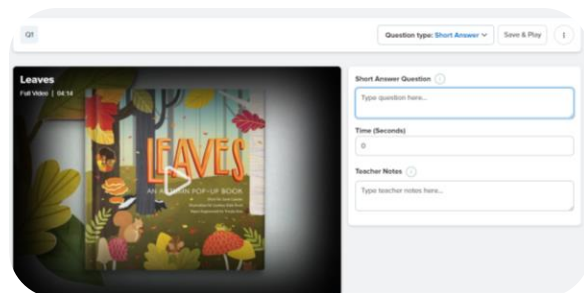 Q1
Question type: Short Answer
Save & Play
Leaves
Full Video | 04:14
LEAVES
AN AUTUMN POP-UP BOOK
Short Answer Question
Type question here...
Time (Seconds)
0
Teacher Notes
Type teacher notes here...